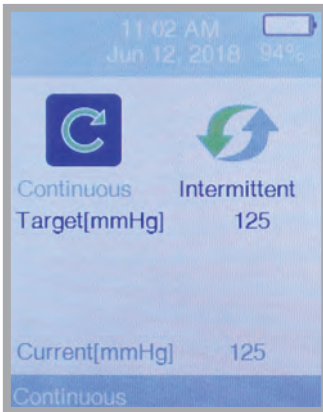 11:02 AM
Jun 12, 2018 94%
Continuous Intermittent
Target[mmHg] 125
Current[mmHg] 125
Continuous